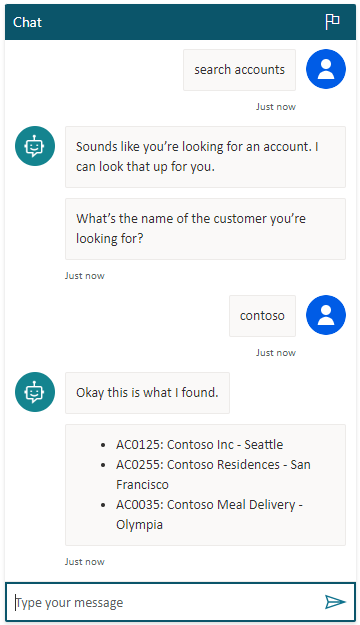 Chat
search accounts
Just now
Sounds like you’re looking for an account. I
can look that up for you.
What’s the name of the customer you’re
looking for?
Just now
contoso
Just now
Okay this is what I found.
• AC0125: Contoso Inc - Seattle
• AC0255: Contoso Residences - San
Francisco
• AC0035: Contoso Meal Delivery -
Olympia
Just now
Type your message